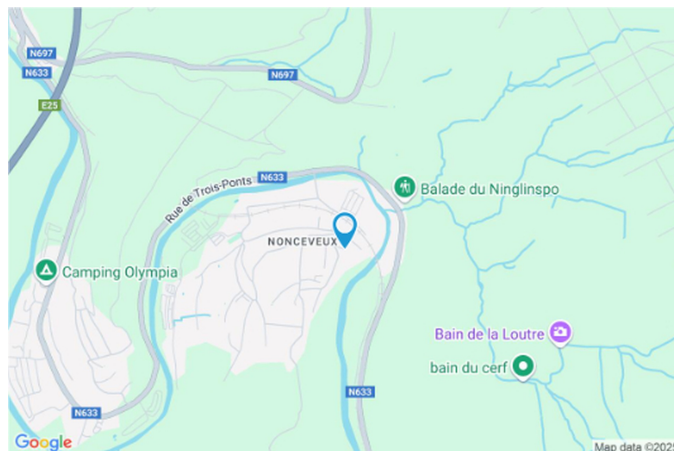 N697
N633
N697
E25
Rue de Trois-Ponts
N633
Balade du Ninglinspo
NONCEVEUX
Camping Olympia
Bain de la Loutre
bain du cerf
N633
N633
Google
Map data ©2025